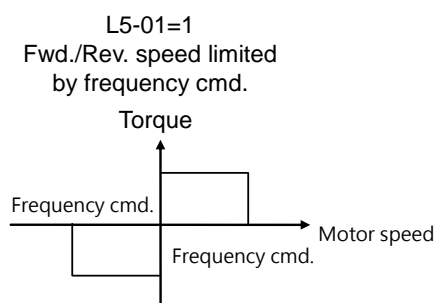 L5-01=1
Fwd./Rev. speed limited
by frequency cmd.
Torque
Frequency cmd.
Motor speed
Frequency cmd.